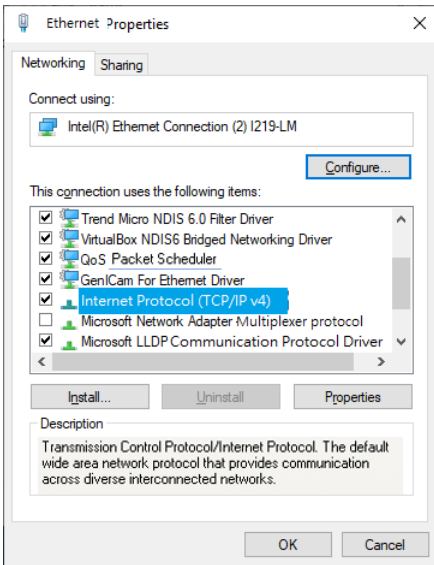 Ethernet Properties
Networking Sharing
Connect using:
Intel(R) Ethernet Connection (2) I219-LM
Configure...
This connection uses the following items:
Trend Micro NDIS 6.0 Filter Driver
VirtualBox NDIS6 Bridged Networking Driver
QoS Packet Scheduler
GenICam For Ethernet Driver
Internet Protocol (TCP/IP v4)
Microsoft Network Adapter Multiplexer protocol
Microsoft LLDP Communication Protocol Driver
Install... Uninstall Properties
Description
Transmission Control Protocol/Internet Protocol. The default
wide area network protocol that provides communication
across diverse interconnected networks.
OK Cancel